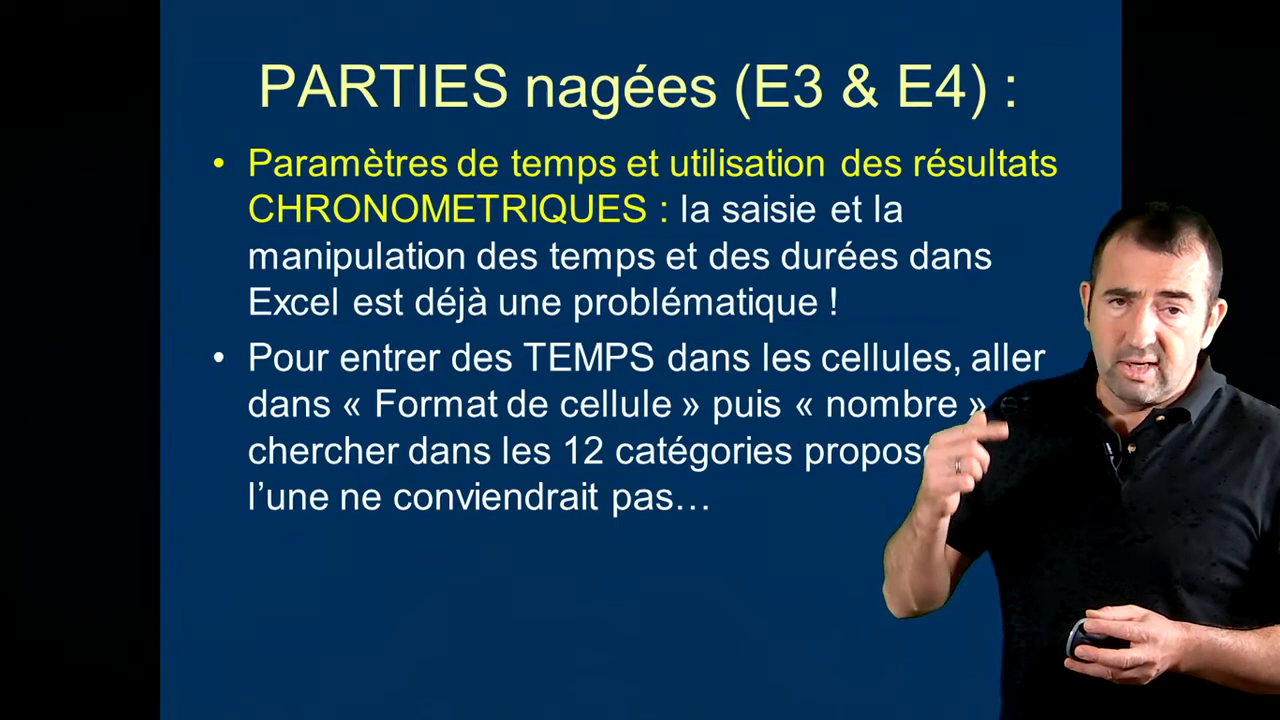 PARTIES nagées (E3 & E4) :
• Paramètres de temps et utilisation des résultats
CHRONOMETRIQUES : la saisie et la
manipulation des temps et des durées dans
Excel est déjà une problématique !
• Pour entrer des TEMPS dans les cellules, aller
dans « Format de cellule » puis « nombre »
chercher dans les 12 catégories
l’une ne conviendrait pas…